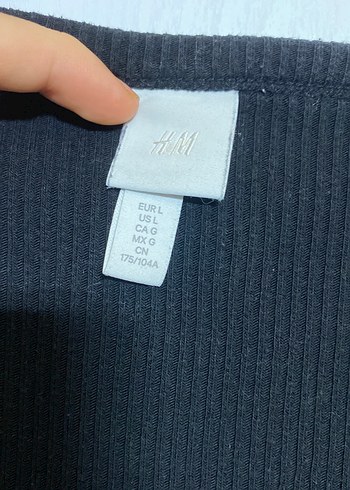 H&M
EUR L
US L
CA G
MX G
CN
175/104A